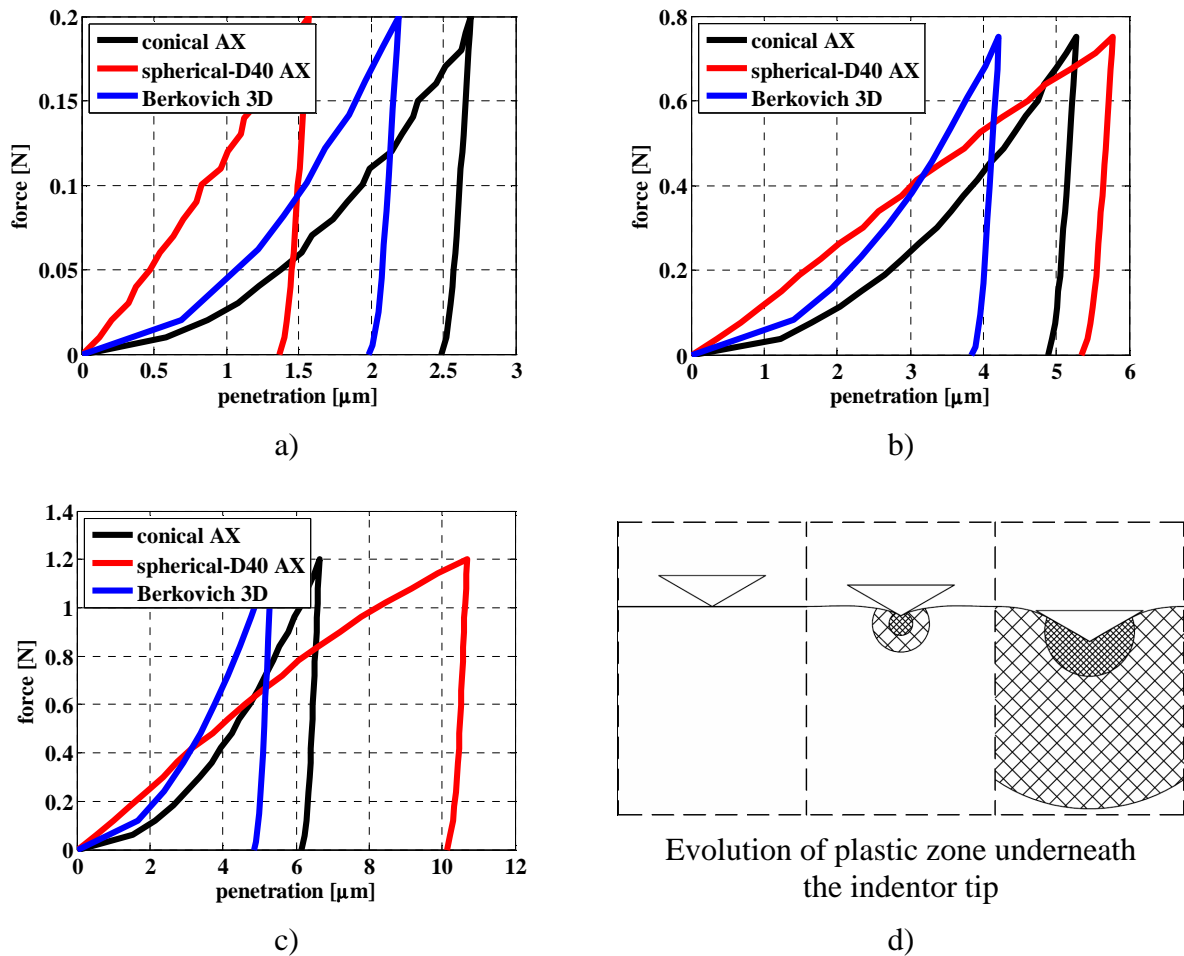 0.2
0.15
0.1
0.05
0
force [N]
conical AX
spherical-D40 AX
Berkovich 3D
0 0.5 1 1.5 2 2.5 3
penetration [μm]
a)
0.8
0.6
0.4
0.2
0
force [N]
conical AX
spherical-D40 AX
Berkovich 3D
0 1 2 3 4 5 6
penetration [μm]
b)
1.4
1.2
1
0.8
0.6
0.4
0.2
0
force [N]
conical AX
spherical-D40 AX
Berkovich 3D
0 2 4 6 8 10 12
penetration [μm]
c)
Evolution of plastic zone underneath
the indentor tip
d)